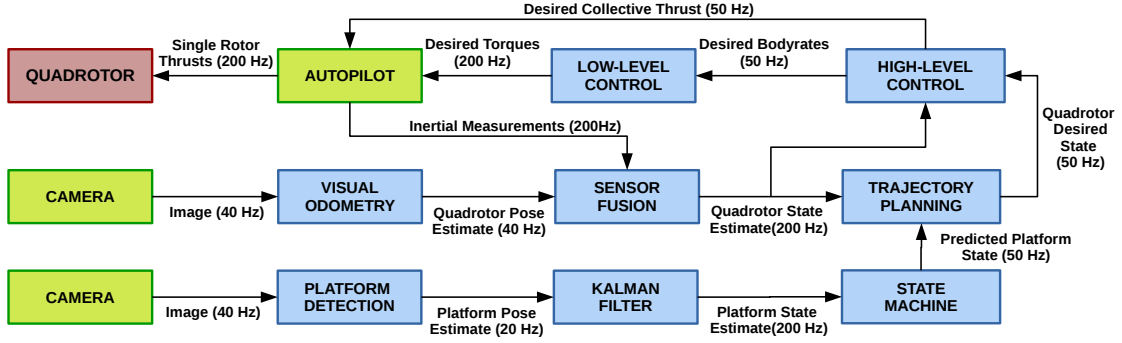 Desired Collective Thrust (50 Hz)
Single Rotor
Thrusts (200 Hz)
Desired Torques
(200 Hz)
Desired Bodyrates
(50 Hz)
QUADROTOR
AUTOPILOT
LOW-LEVEL
CONTROL
HIGH-LEVEL
CONTROL
Inertial Measurements (200Hz)
Quadrotor
Desired
State
(50 Hz)
CAMERA
VISUAL
ODOMETRY
SENSOR
FUSION
TRAJECTORY
PLANNING
Image (40 Hz)
Quadrotor Pose
Estimate (40 Hz)
Quadrotor State
Estimate(200 Hz)
Predicted Platform
State (50 Hz)
CAMERA
PLATFORM
DETECTION
KALMAN
FILTER
STATE
MACHINE
Image (40 Hz)
Platform Pose
Estimate (20 Hz)
Platform State
Estimate(200 Hz)